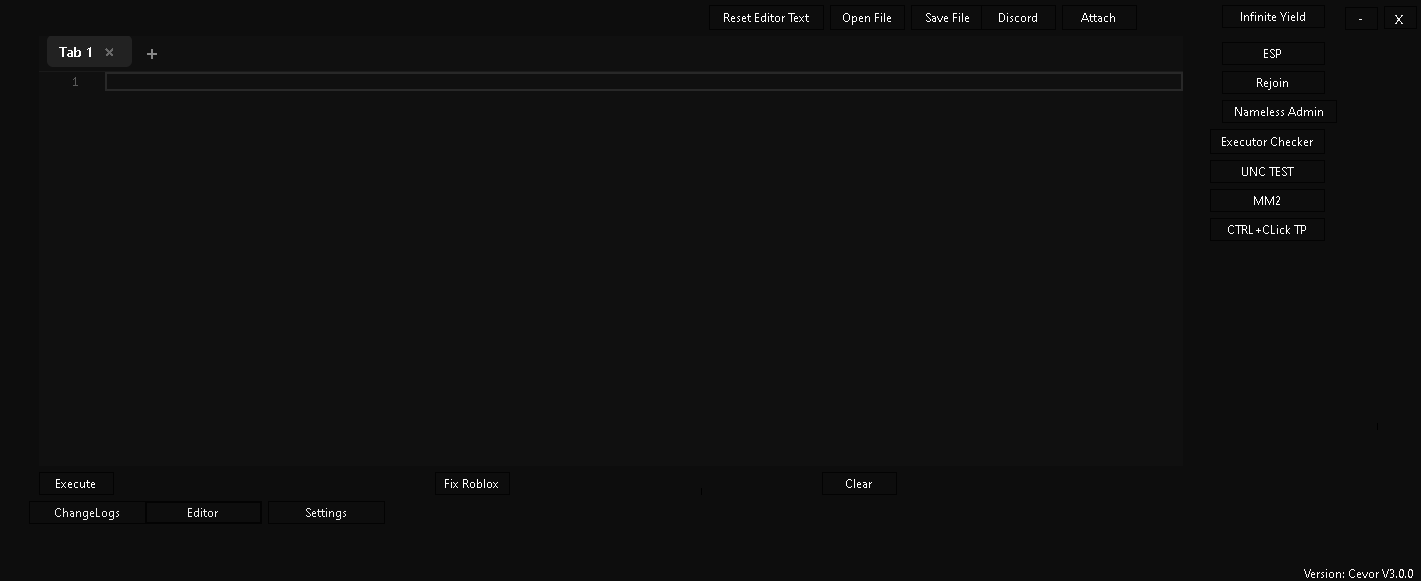 Reset Editor Text Open File Save File Discord Attach Infinite Yield - X
Tab 1 × +
ESP
1
Rejoin
Nameless Admin
Executor Checker
UNC TEST
MM2
CTRL+CLick TP
Execute Fix Roblox Clear
ChangeLogs Editor Settings
Version: Cevor V3.0.0